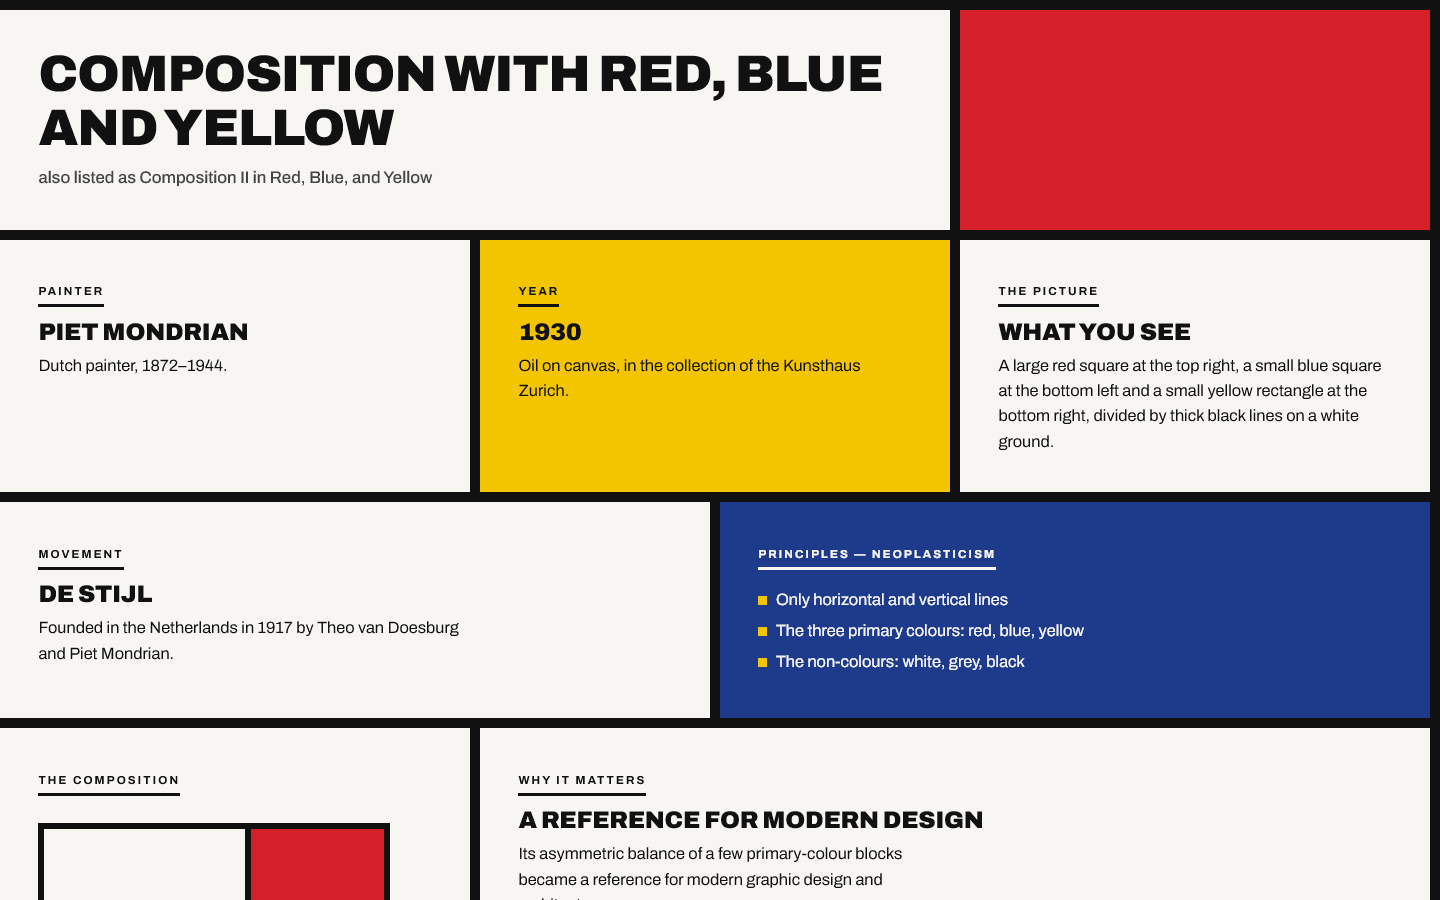 COMPOSITION WITH RED, BLUE
AND YELLOW
also listed as Composition II in Red, Blue, and Yellow
PAINTER
PIET MONDRIAN
Dutch painter, 1872–1944.
YEAR
1930
Oil on canvas, in the collection of the Kunsthaus
Zurich.
THE PICTURE
WHAT YOU SEE
A large red square at the top right, a small blue square
at the bottom left and a small yellow rectangle at the
bottom right, divided by thick black lines on a white
ground.
MOVEMENT
DE STIJL
Founded in the Netherlands in 1917 by Theo van Doesburg
and Piet Mondrian.
PRINCIPLES — NEOPLASTICISM
Only horizontal and vertical lines
The three primary colours: red, blue, yellow
The non-colours: white, grey, black
THE COMPOSITION
WHY IT MATTERS
A REFERENCE FOR MODERN DESIGN
Its asymmetric balance of a few primary-colour blocks
became a reference for modern graphic design and